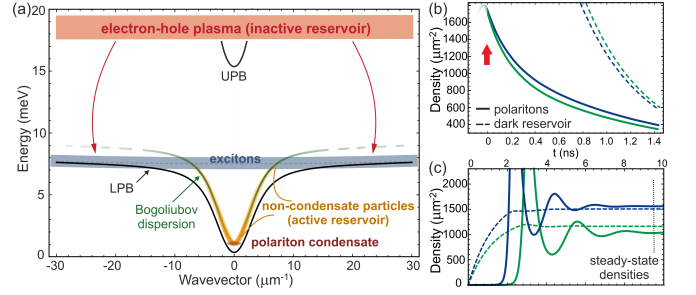 (a)
20
15
10
5
0
Energy (meV)
electron-hole plasma (inactive reservoir)
UPB
excitons
LPB
Bogoliubov
dispersion
non-condensate particles
(active reservoir)
polariton condensate
-30 -20 -10 0 10 20 30
Wavevector (μm⁻¹)
(b)
1800
1600
1400
1200
1000
800
600
400
Density (μm⁻²)
polaritons
dark reservoir
0 0.2 0.4 0.6 0.8 1.0 1.2 1.4
t (ns)
(c)
0 2 4 6 8 10
2000
1500
1000
500
0
Density (μm⁻²)
steady-state
densities